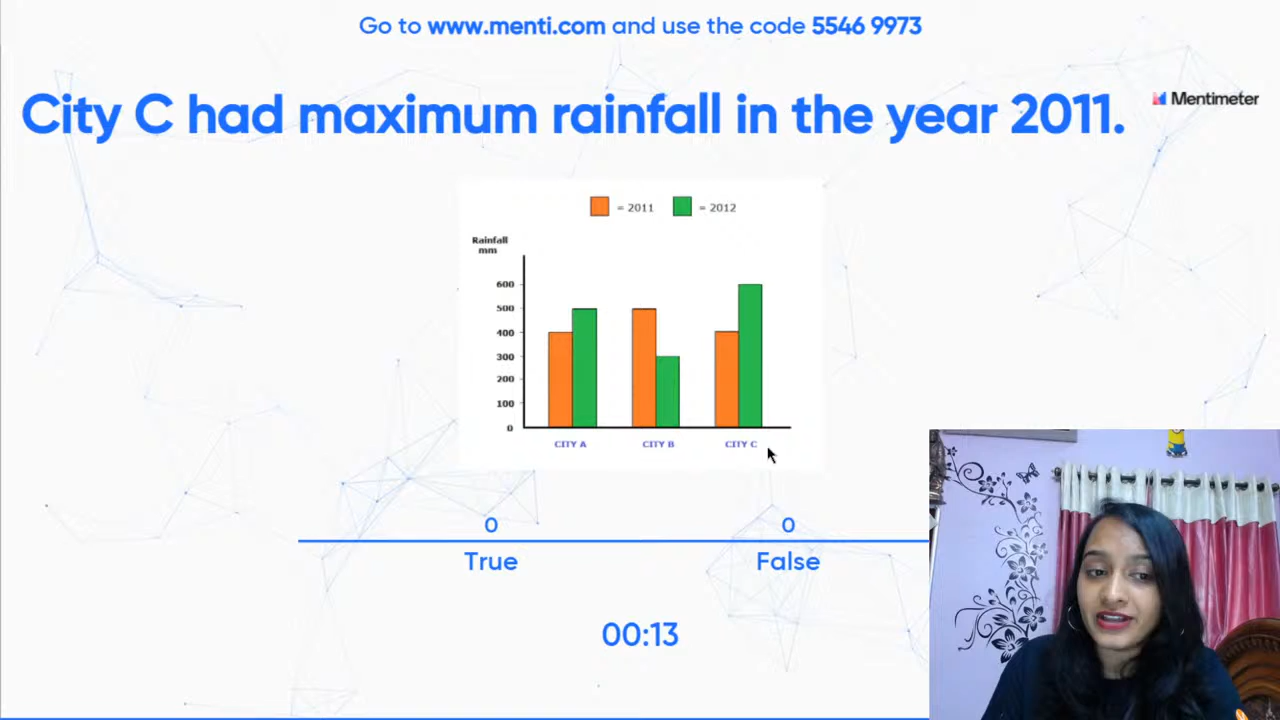 Go to www.menti.com and use the code 5546 9973
City C had maximum rainfall in the year 2011.
Mentimeter
= 2011 = 2012
Rainfall
mm
600
500
400
300
200
100
0
CITY A CITY B CITY C
0 0
True False
00:13